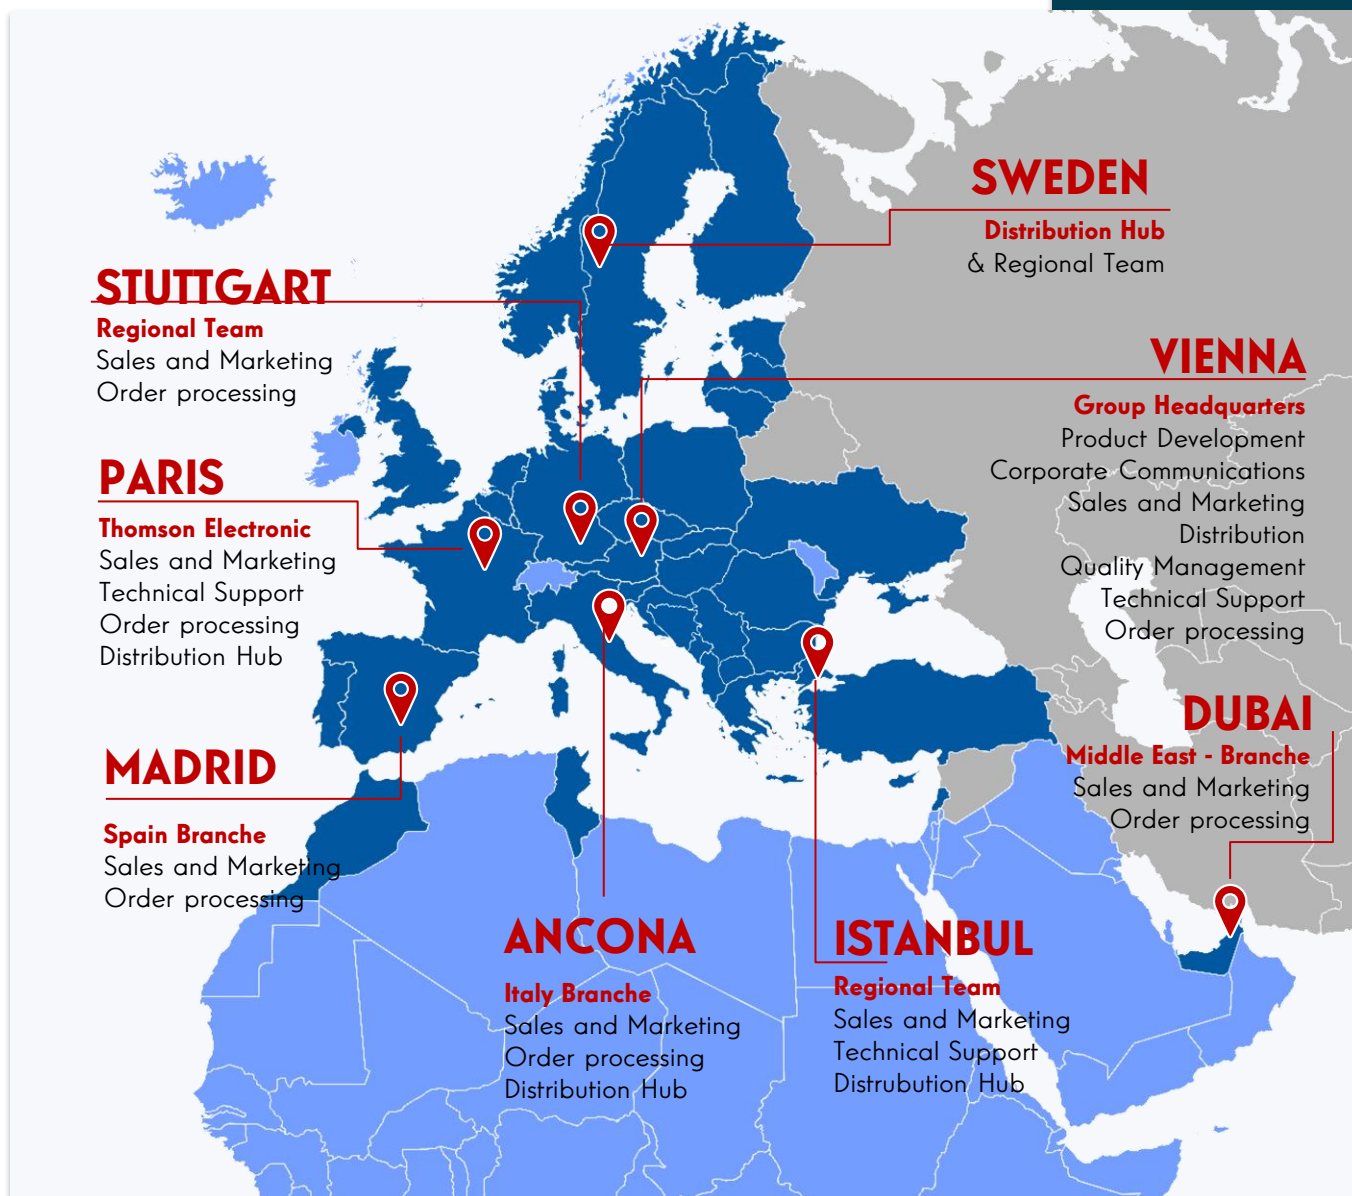 SWEDEN
Distribution Hub
& Regional Team
STUTTGART
Regional Team
Sales and Marketing
Order processing
VIENNA
Group Headquarters
Product Development
Corporate Communications
Sales and Marketing
Distribution
Quality Management
Technical Support
Order processing
PARIS
Thomson Electronic
Sales and Marketing
Technical Support
Order processing
Distribution Hub
DUBAI
Middle East - Branche
Sales and Marketing
Order processing
MADRID
Spain Branche
Sales and Marketing
Order processing
ANCONA
Italy Branche
Sales and Marketing
Order processing
Distribution Hub
ISTANBUL
Regional Team
Sales and Marketing
Technical Support
Distrubution Hub